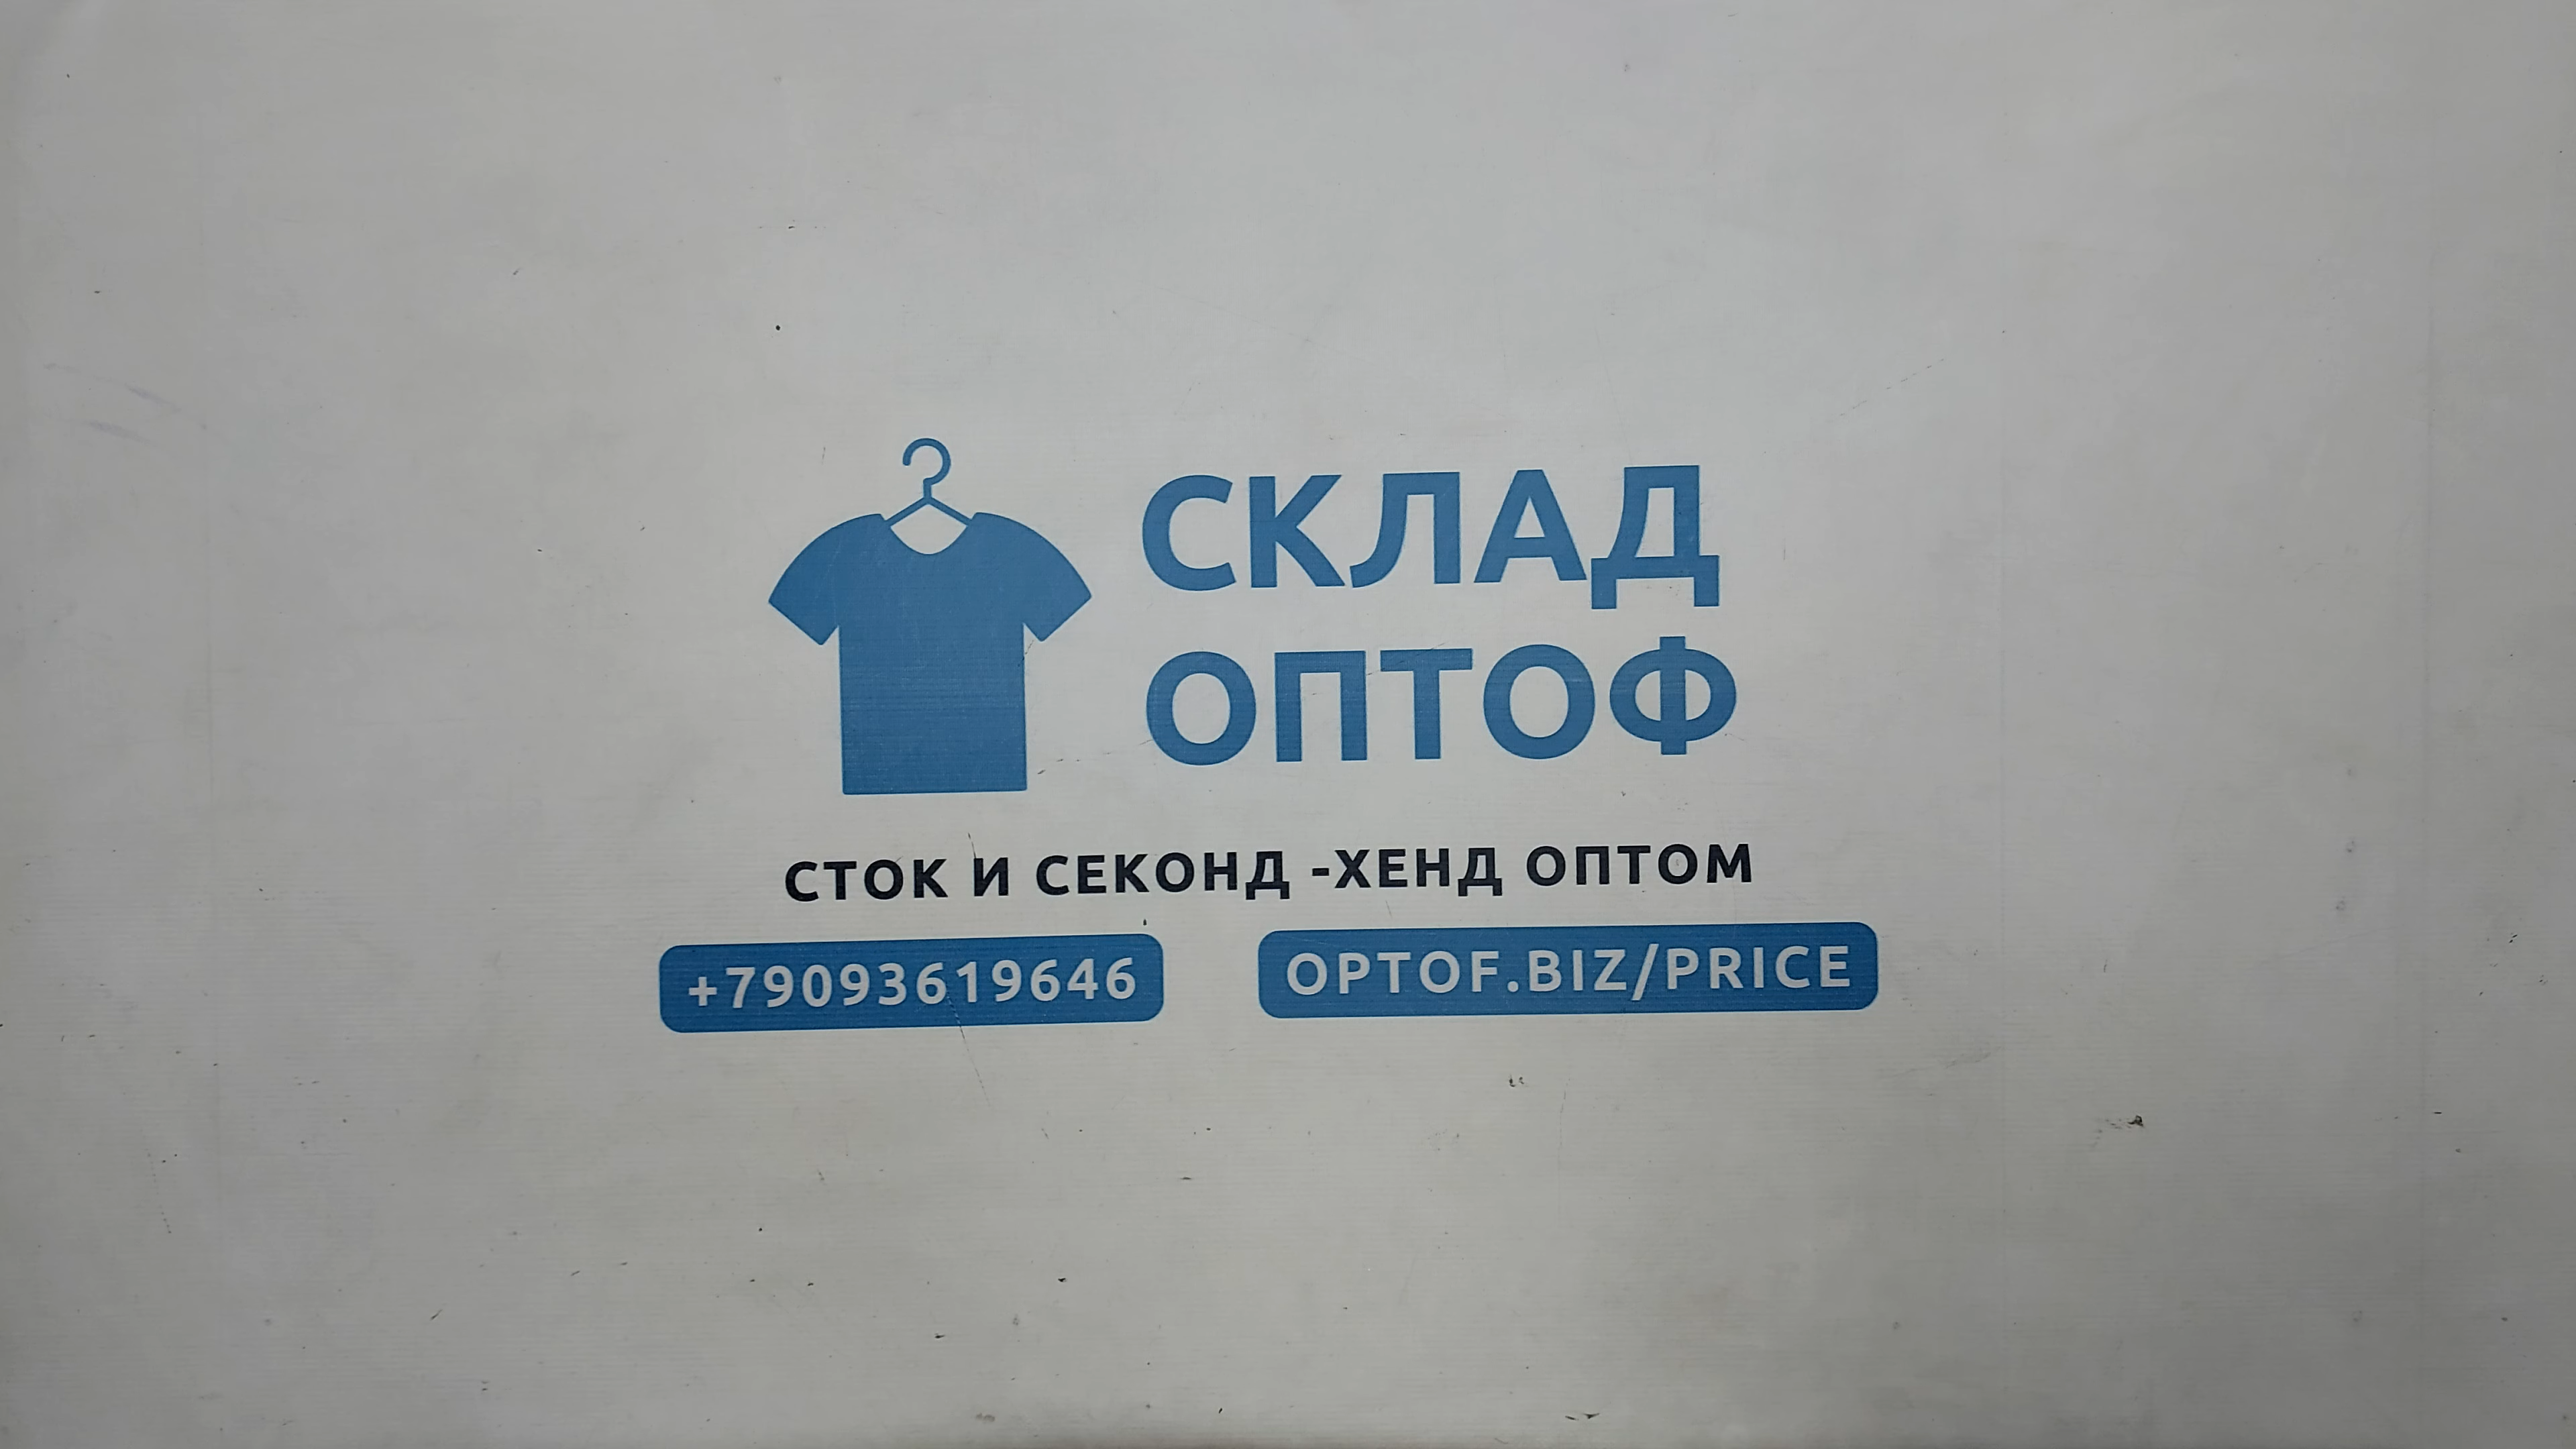 СКЛАД
ОПТОФ
СТОК И СЕКОНД -ХЕНД ОПТОМ
+79093619646
OPTOF.BIZ/PRICE